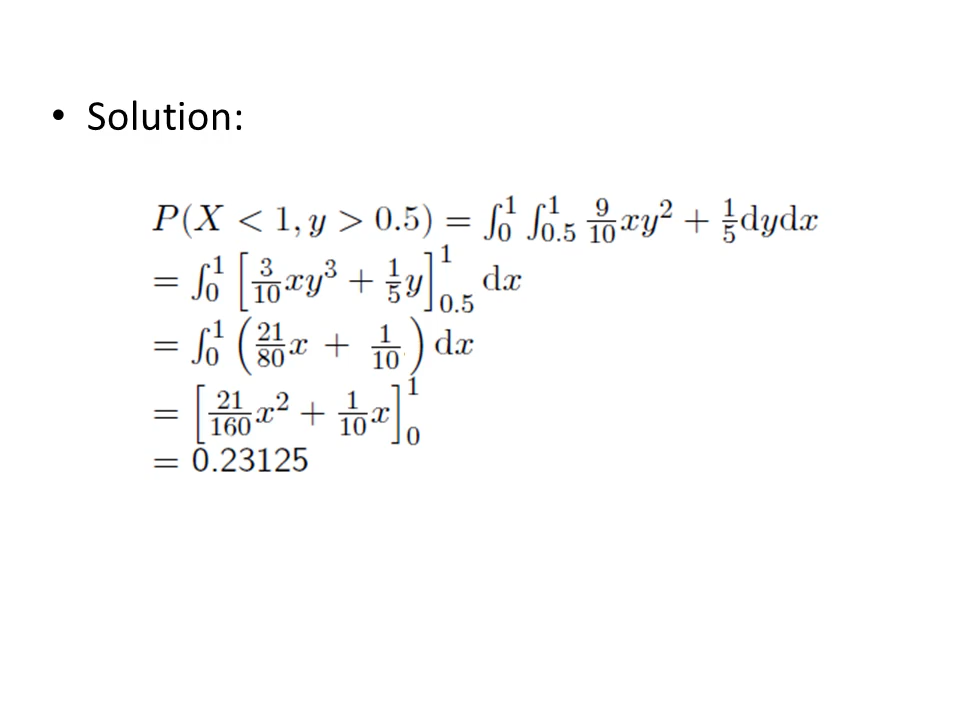 • Solution:
P(X < 1, y > 0.5) = ∫₀¹ ∫₀.₅¹ 9/10 xy² + 1/5 dydx
= ∫₀¹ [3/10 xy³ + 1/5 y]₀.₅¹ dx
= ∫₀¹ (21/80 x + 1/10) dx
= [21/160 x² + 1/10 x]₀¹
= 0.23125